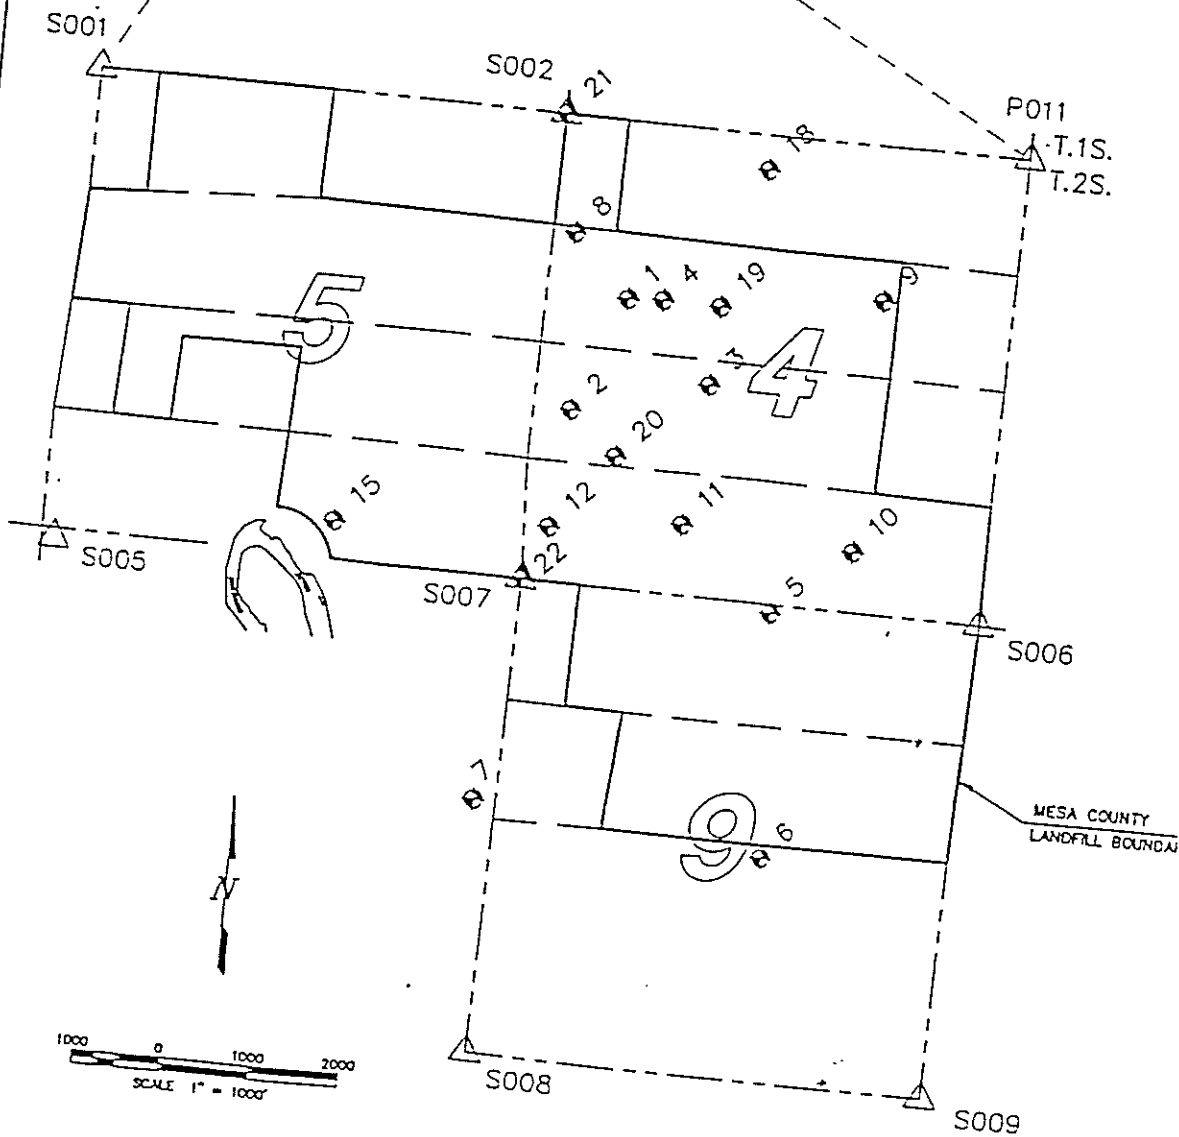 S001
S002
21
P011
T.1S.
T.2S.
18
8
1
4
19
9
5
4
3
2
20
15
12
11
10
S005
22
S007
5
S006
7
9
6
MESA COUNTY
LANDFILL BOUNDA
N
1000 0 1000 2000
SCALE 1" = 1000'
S008
S009